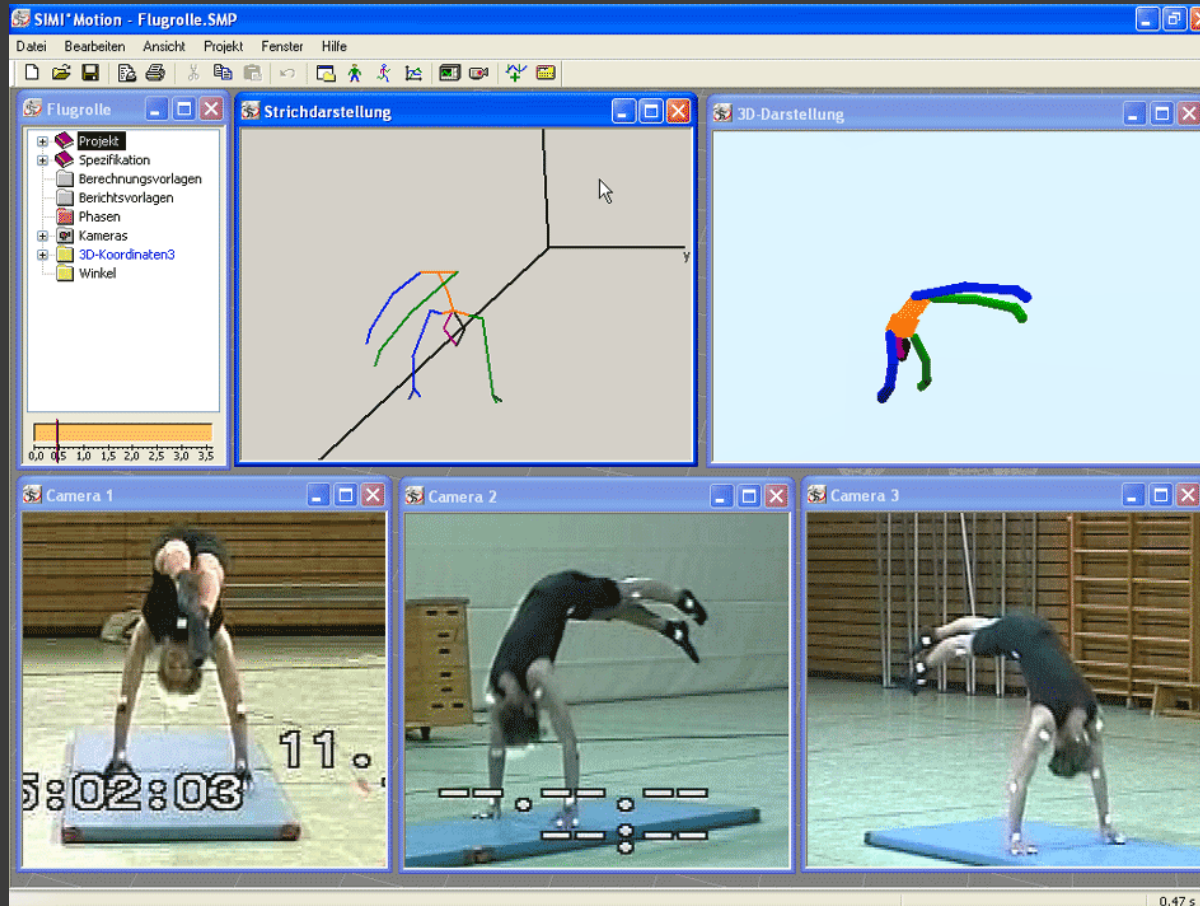 SIMI°Motion - Flugrolle.SMP
Datei Bearbeiten Ansicht Projekt Fenster Hilfe
Flugrolle
Projekt
Spezifikation
Berechnungsvorlagen
Berichtsvorlagen
Phasen
Kameras
3D-Koordinaten3
Winkel
0,0 0,5 1,0 1,5 2,0 2,5 3,0 3,5
Strichdarstellung
y
3D-Darstellung
Camera 1
11.
5:02:03
Camera 2
Camera 3
0.47 s